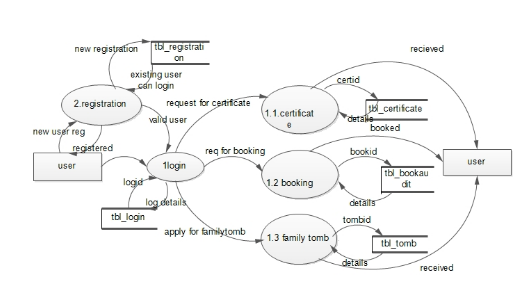 new registration
tbl_registrati
on
recieved
existing user
can login
certid
2.registration
request for certificate
1.1.certificat
e
tbl_certificate
details
valid user
booked
new user reg
registered
req for booking
bookid
user
1login
user
1.2 booking
tbl_bookau
dit
logid
log details
details
tbl_login
tombid
apply for familytomb
1.3 family tomb
tbl_tomb
details
received